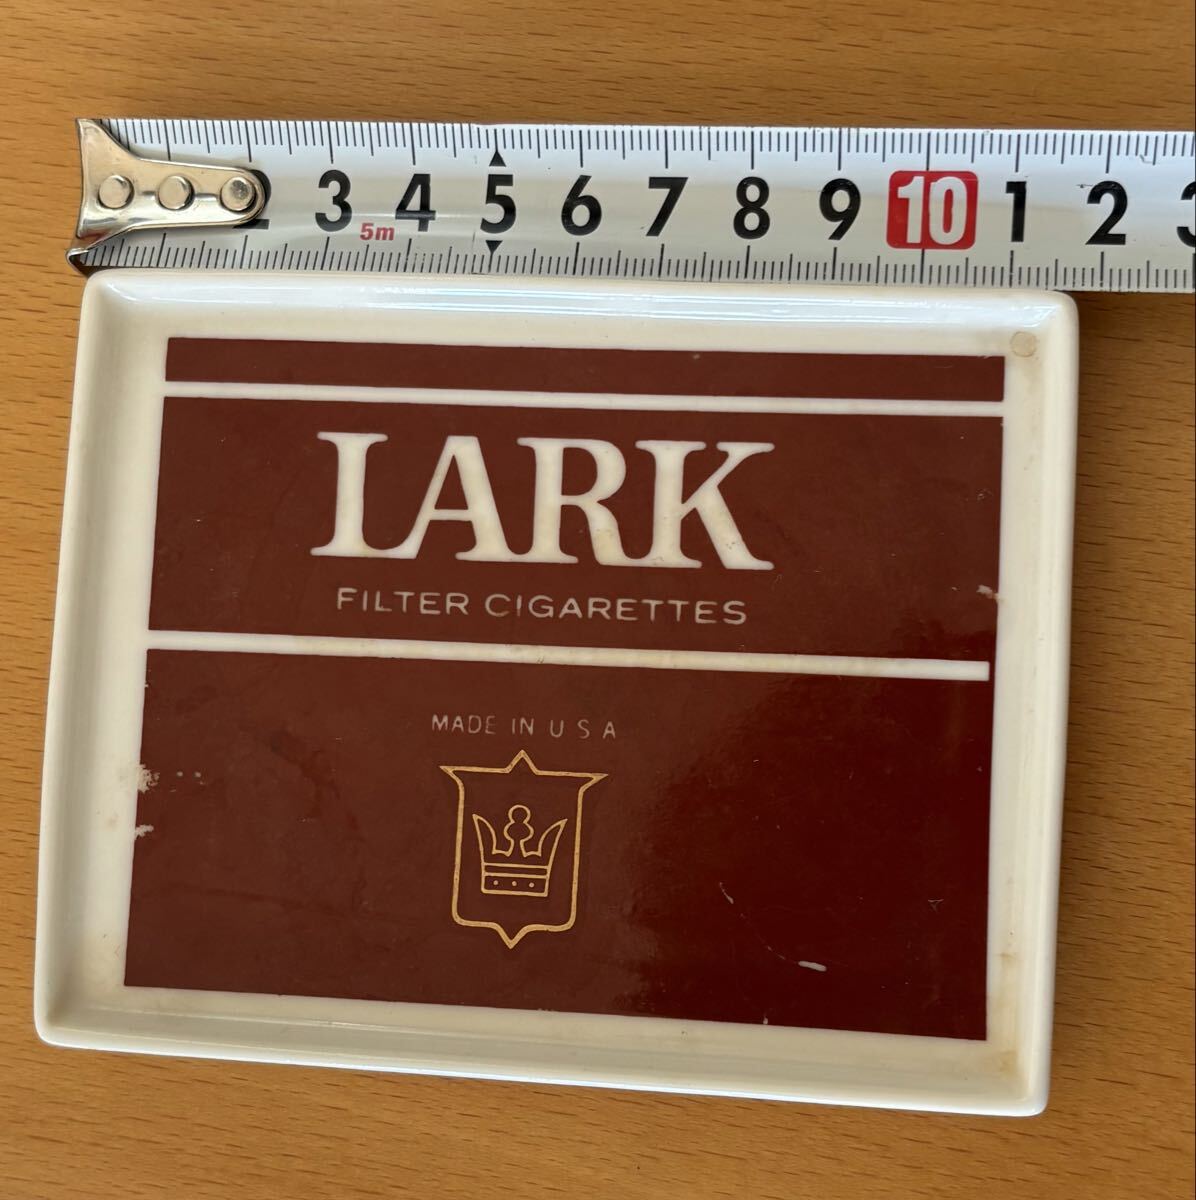 2 3 4 5 6 7 8 9 10 1 2 3
5m
LARK
FILTER CIGARETTES
MADE IN U S A